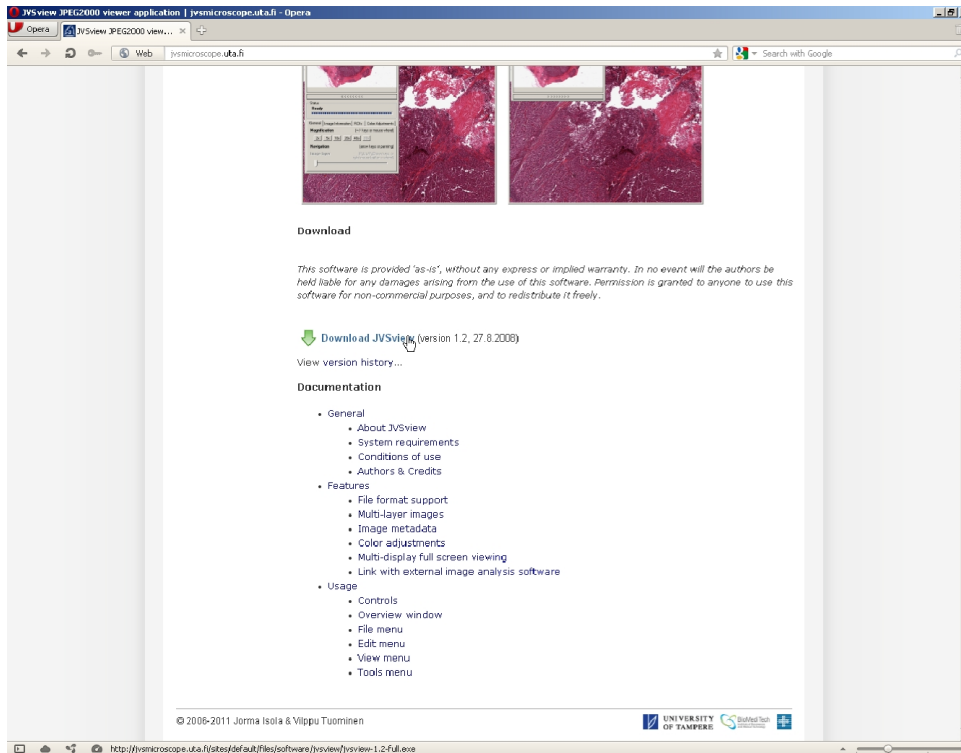 JVSview JPEG2000 viewer application | jvsmicroscope.uta.fi - Opera
Opera
JVSview JPEG2000 view...
Web
jvsmicroscope.uta.fi
Search with Google
Status
Ready
Magnification
Navigation
Download
This software is provided 'as-is', without any express or implied warranty. In no event will the authors be
held liable for any damages arising from the use of this software. Permission is granted to anyone to use this
software for non-commercial purposes, and to redistribute it freely.
Download JVSview (version 1.2, 27.8.2008)
View version history...
Documentation
• General
• About JVSview
• System requirements
• Conditions of use
• Authors & Credits
• Features
• File format support
• Multi-layer images
• Image metadata
• Color adjustments
• Multi-display full screen viewing
• Link with external image analysis software
• Usage
• Controls
• Overview window
• File menu
• Edit menu
• View menu
• Tools menu
© 2006-2011 Jorma Isola & Vilppu Tuominen
UNIVERSITY
OF TAMPERE
BioMediTech
http://jvsmicroscope.uta.fi/sites/default/files/software/jvsview/jvsview-1.2-full.exe